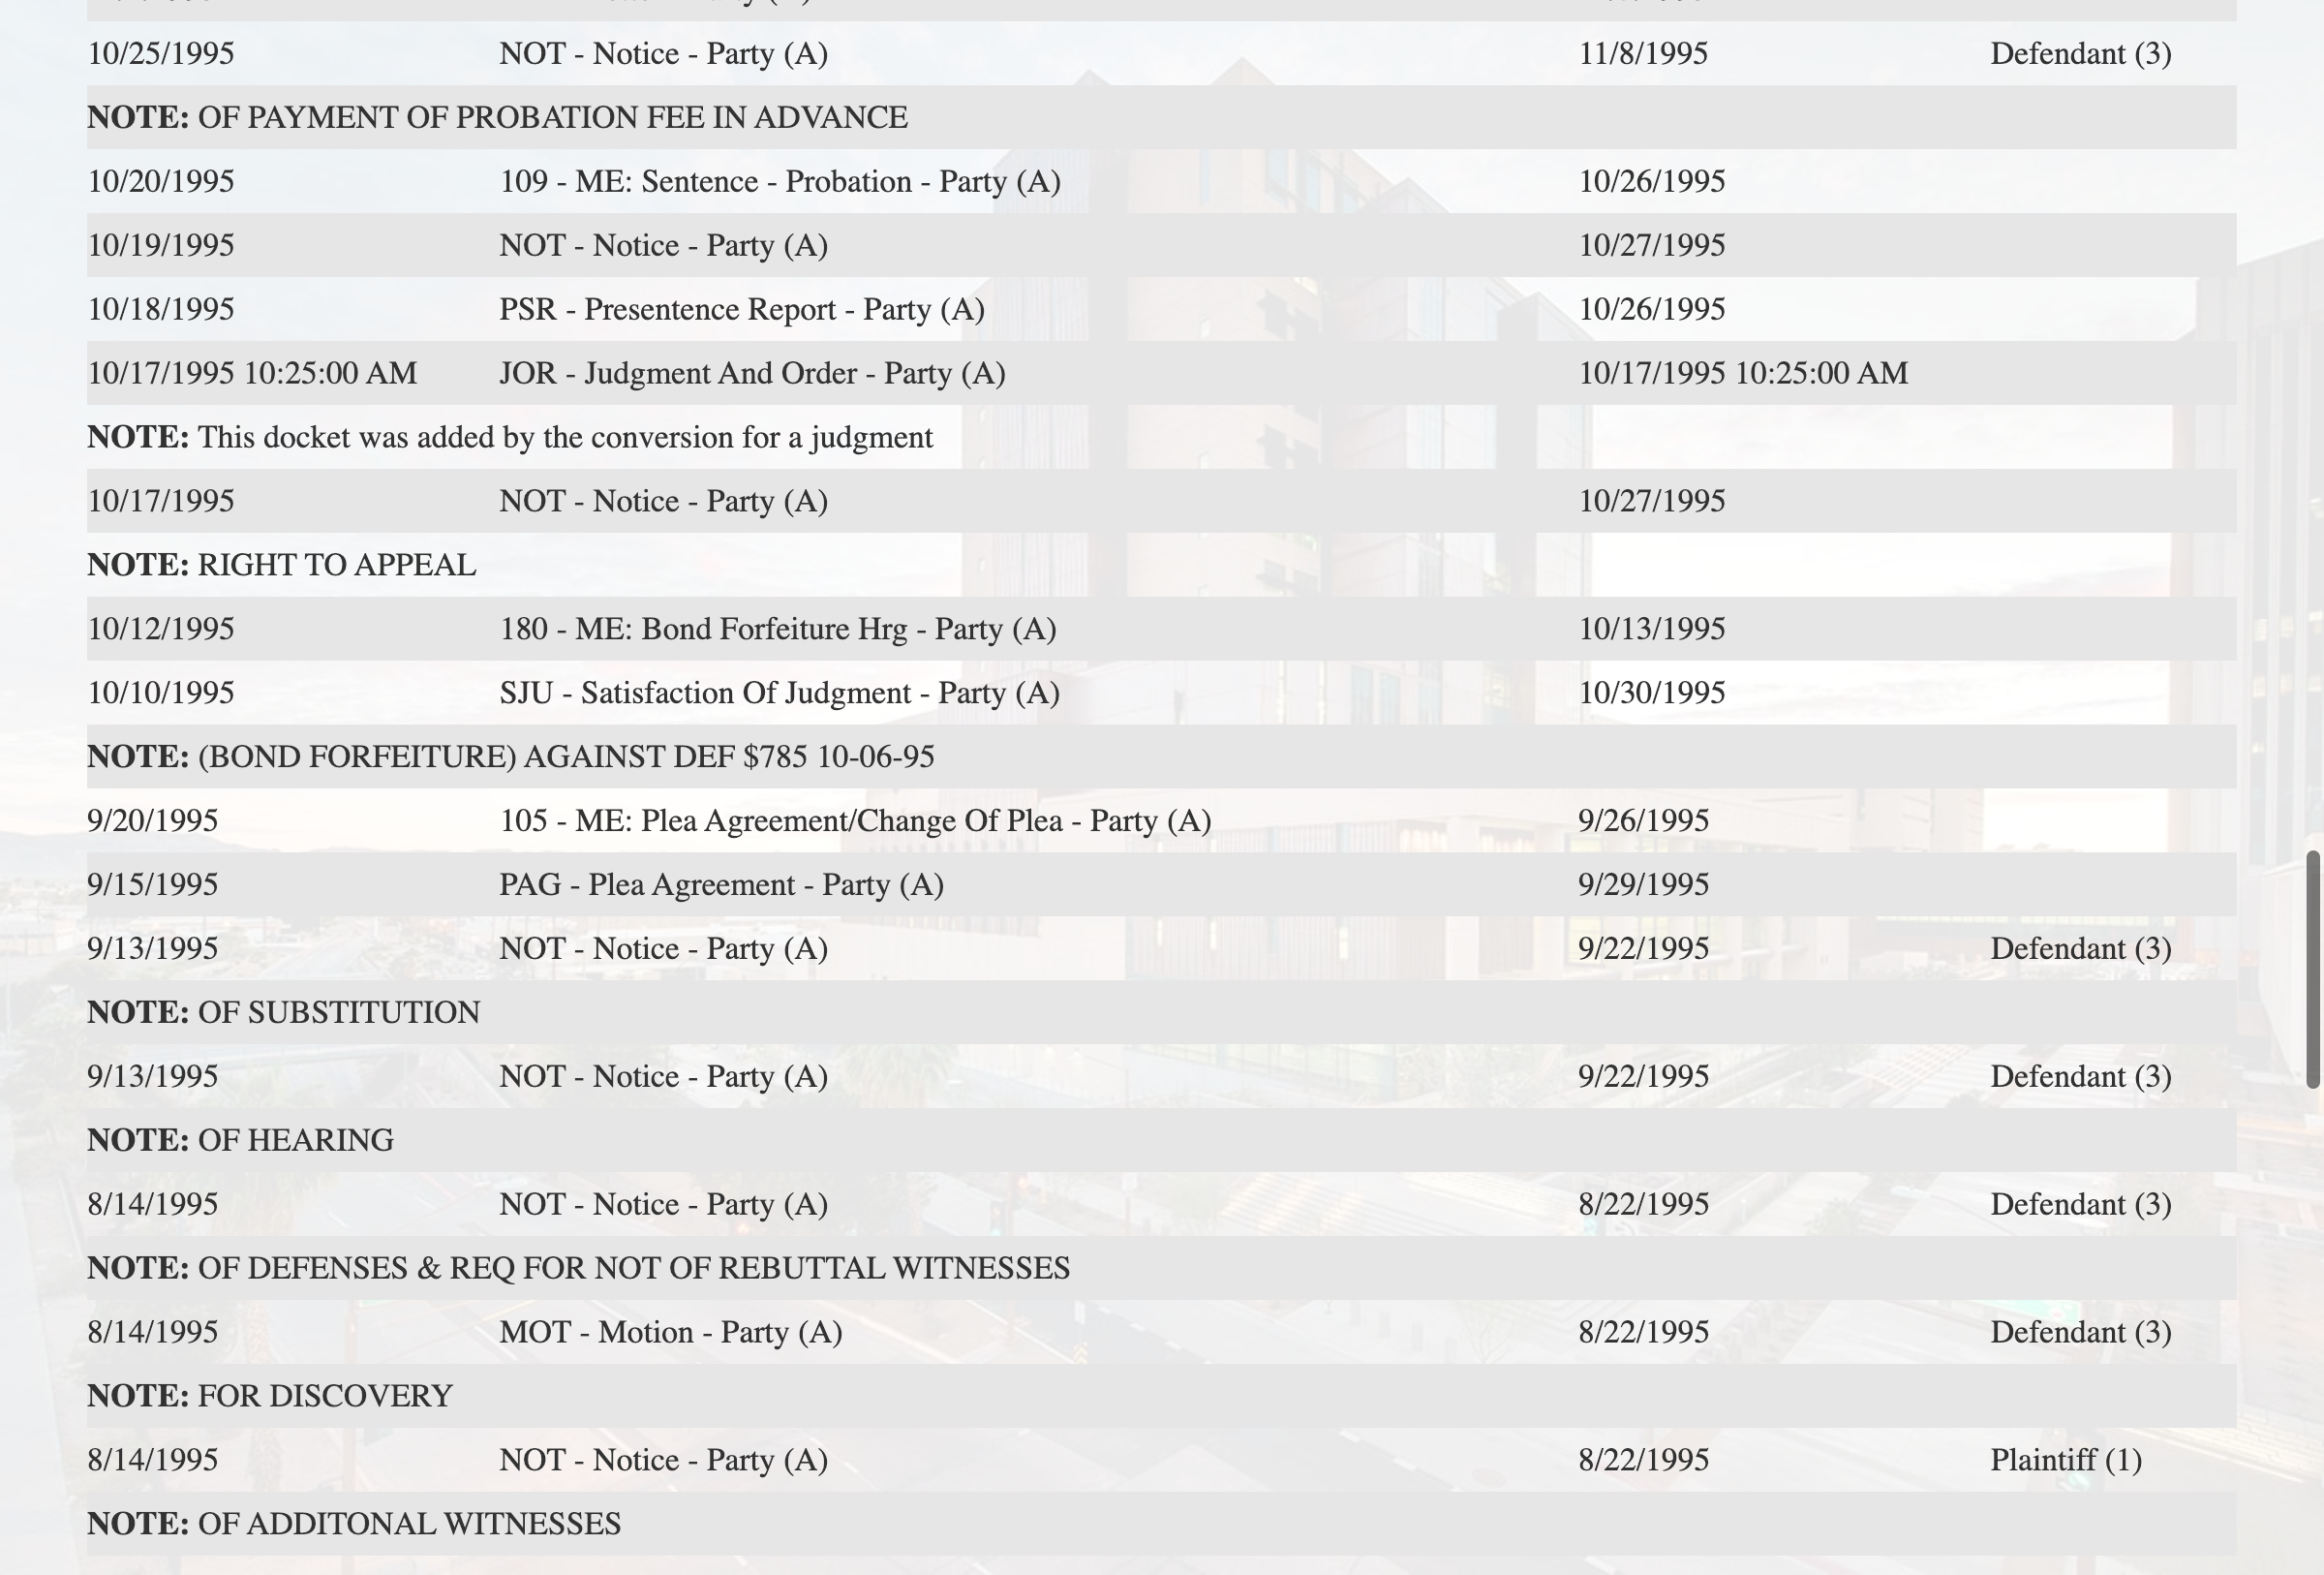 10/25/1995 NOT - Notice - Party (A) 11/8/1995 Defendant (3)
NOTE: OF PAYMENT OF PROBATION FEE IN ADVANCE
10/20/1995 109 - ME: Sentence - Probation - Party (A) 10/26/1995
10/19/1995 NOT - Notice - Party (A) 10/27/1995
10/18/1995 PSR - Presentence Report - Party (A) 10/26/1995
10/17/1995 10:25:00 AM JOR - Judgment And Order - Party (A) 10/17/1995 10:25:00 AM
NOTE: This docket was added by the conversion for a judgment
10/17/1995 NOT - Notice - Party (A) 10/27/1995
NOTE: RIGHT TO APPEAL
10/12/1995 180 - ME: Bond Forfeiture Hrg - Party (A) 10/13/1995
10/10/1995 SJU - Satisfaction Of Judgment - Party (A) 10/30/1995
NOTE: (BOND FORFEITURE) AGAINST DEF $785 10-06-95
9/20/1995 105 - ME: Plea Agreement/Change Of Plea - Party (A) 9/26/1995
9/15/1995 PAG - Plea Agreement - Party (A) 9/29/1995
9/13/1995 NOT - Notice - Party (A) 9/22/1995 Defendant (3)
NOTE: OF SUBSTITUTION
9/13/1995 NOT - Notice - Party (A) 9/22/1995 Defendant (3)
NOTE: OF HEARING
8/14/1995 NOT - Notice - Party (A) 8/22/1995 Defendant (3)
NOTE: OF DEFENSES & REQ FOR NOT OF REBUTTAL WITNESSES
8/14/1995 MOT - Motion - Party (A) 8/22/1995 Defendant (3)
NOTE: FOR DISCOVERY
8/14/1995 NOT - Notice - Party (A) 8/22/1995 Plaintiff (1)
NOTE: OF ADDITONAL WITNESSES